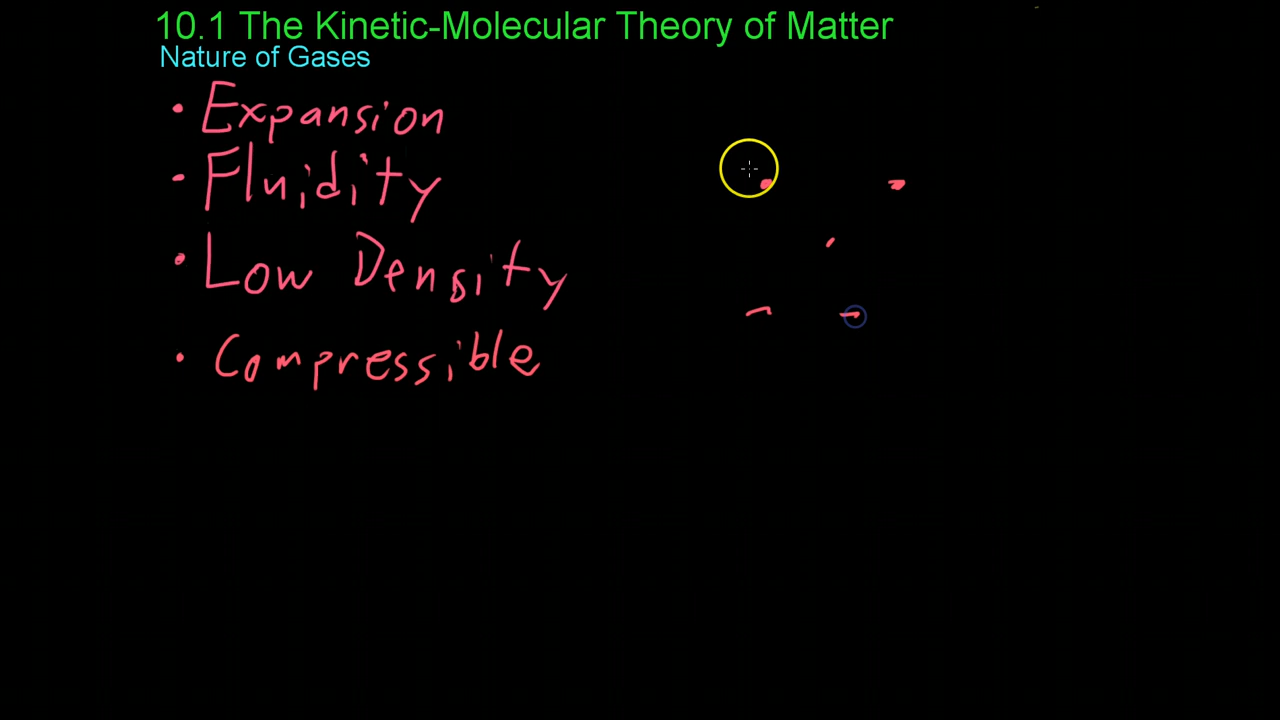 10.1 The Kinetic-Molecular Theory of Matter
Nature of Gases
• Expansion
• Fluidity
• Low Density
• Compressible